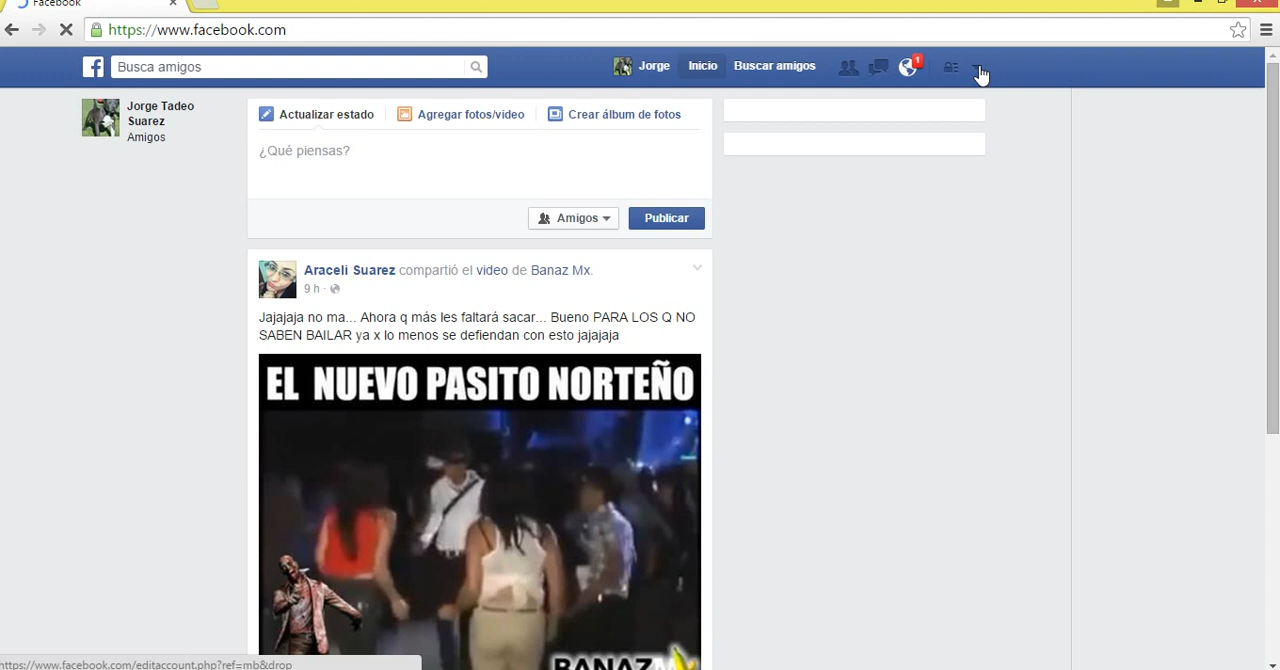 Facebook
https://www.facebook.com
Busca amigos
Jorge
Inicio
Buscar amigos
1
Jorge Tadeo
Suarez
Amigos
Actualizar estado
Agregar fotos/video
Crear álbum de fotos
¿Qué piensas?
Amigos
Publicar
Araceli Suarez compartió el video de Banaz Mx.
9 h ·
Jajajaja no ma... Ahora q más les faltará sacar... Bueno PARA LOS Q NO
SABEN BAILAR ya x lo menos se defiendan con esto jajajaja
EL NUEVO PASITO NORTEÑO
BANAZ MX
https://www.facebook.com/editaccount.php?ref=mb&drop